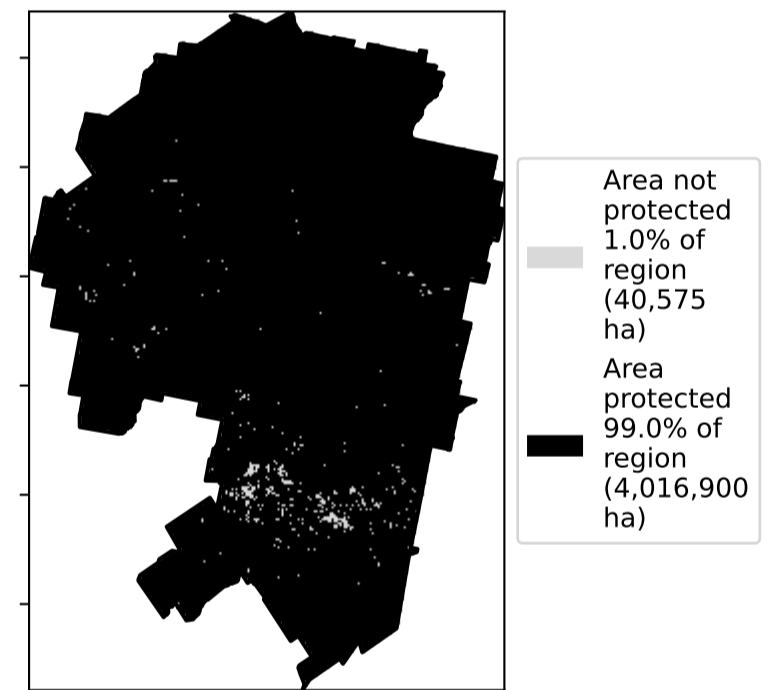 Area not
protected
1.0% of
region
(40,575
ha)
Area
protected
99.0% of
region
(4,016,900
ha)